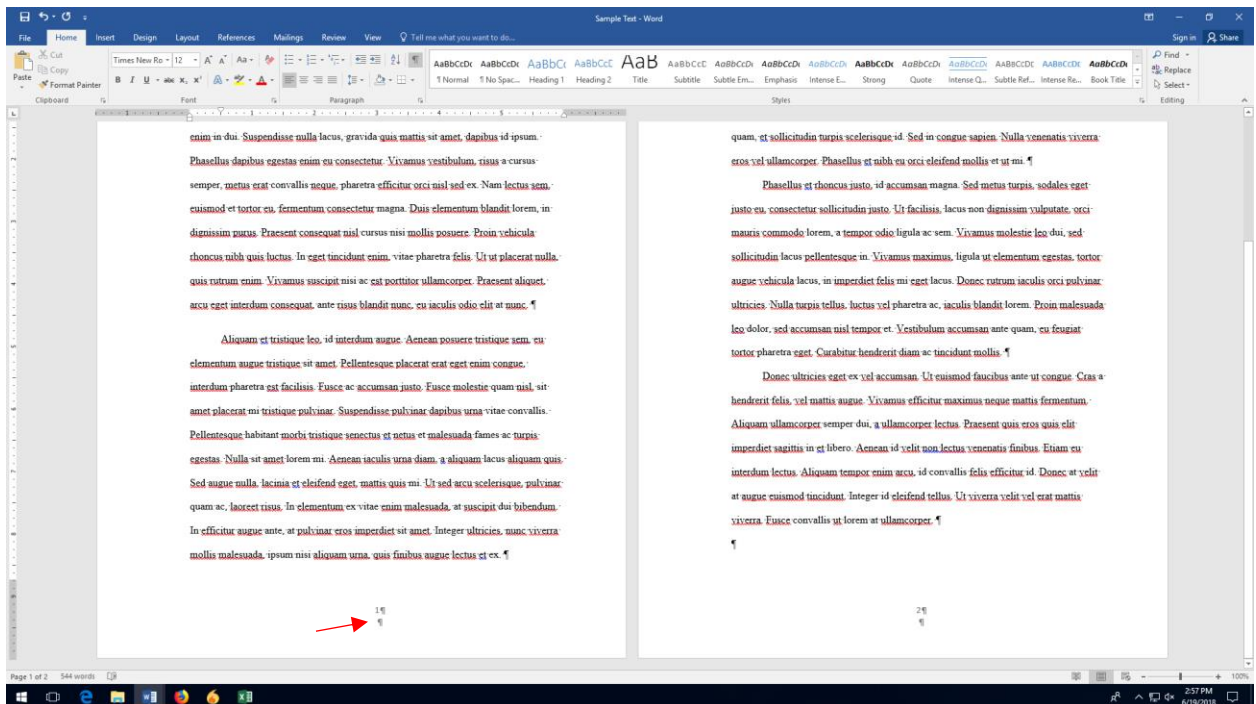 Sample Text - Word
File Home Insert Design Layout References Mailings Review View Tell me what you want to do... Sign in Share
Cut
Copy
Format Painter
Paste
Clipboard
Times New Ro 12
Font
Paragraph
AaBbCcDc AaBbCcDc AaBbCc AaBbCcC AaB AaBbCcC AaBbCcDc AaBbCcDc AaBbCcDc AaBbCcDc AaBbCcDc AaBbCcDc AaBbCcDc AaBbCcDc AaBbCcDc
¶ Normal ¶ No Spac... Heading 1 Heading 2 Title Subtitle Subtle Em... Emphasis Intense E... Strong Quote Intense Q... Subtle Ref... Intense Re... Book Title
Styles
Find
Replace
Select
Editing
enim in dui. Suspendisse nulla lacus, gravida quis mattis sit amet, dapibus id ipsum.
Phasellus dapibus egestas enim eu consectetur. Vivamus vestibulum, risus a cursus
semper, metus erat convallis neque, pharetra efficitur orci nisl sed ex. Nam lectus sem,
euismod et tortor eu, fermentum consectetur magna. Duis elementum blandit lorem, in
dignissim purus. Praesent consequat nisl cursus nisi mollis posuere. Proin vehicula
rhoncus nibh quis luctus. In eget tincidunt enim, vitae pharetra felis. Ut ut placerat nulla,
quis rutrum enim. Vivamus suscipit nisi ac est porttitor ullamcorper. Praesent aliquet,
arcu eget interdum consequat, ante risus blandit nunc, eu iaculis odio elit at nunc. ¶
Aliquam et tristique leo, id interdum augue. Aenean posuere tristique sem, eu
elementum augue tristique sit amet. Pellentesque placerat erat eget enim congue,
interdum pharetra est facilisis. Fusce ac accumsan justo. Fusce molestie quam nisl, sit
amet placerat mi tristique pulvinar. Suspendisse pulvinar dapibus urna vitae convallis.
Pellentesque habitant morbi tristique senectus et netus et malesuada fames ac turpis
egestas. Nulla sit amet lorem mi. Aenean iaculis urna diam, a aliquam lacus aliquam quis.
Sed augue nulla, lacinia et eleifend eget, mattis quis mi. Ut sed arcu scelerisque, pulvinar
quam ac, laoreet risus. In elementum ex vitae enim malesuada, at suscipit dui bibendum.
In efficitur augue ante, at pulvinar eros imperdiet sit amet. Integer ultricies, nunc viverra
mollis malesuada, ipsum nisi aliquam urna, quis finibus augue lectus et ex. ¶
1¶
¶
quam, et sollicitudin turpis scelerisque id. Sed in congue sapien. Nulla venenatis viverra
eros vel ullamcorper. Phasellus et nibh eu orci eleifend mollis et ut mi. ¶
Phasellus et rhoncus justo, id accumsan magna. Sed metus turpis, sodales eget
justo eu, consectetur sollicitudin justo. Ut facilisis, lacus non dignissim vulputate, orci
mauris commodo lorem, a tempor odio ligula ac sem. Vivamus molestie leo dui, sed
sollicitudin lacus pellentesque in. Vivamus maximus, ligula ut elementum egestas, tortor
augue vehicula lacus, in imperdiet felis mi eget lacus. Donec rutrum iaculis orci pulvinar
ultricies. Nulla turpis tellus, luctus vel pharetra ac, iaculis blandit lorem. Proin malesuada
leo dolor, sed accumsan nisl tempor et. Vestibulum accumsan ante quam, eu feugiat
tortor pharetra eget. Curabitur hendrerit diam ac tincidunt mollis. ¶
Donec ultricies eget ex vel accumsan. Ut euismod faucibus ante ut congue. Cras a
hendrerit felis, vel mattis augue. Vivamus efficitur maximus neque mattis fermentum.
Aliquam ullamcorper semper dui, a ullamcorper lectus. Praesent quis eros quis elit
imperdiet sagittis in et libero. Aenean id velit non lectus venenatis finibus. Etiam eu
interdum lectus. Aliquam tempor enim arcu, id convallis felis efficitur id. Donec at velit
at augue euismod tincidunt. Integer id eleifend tellus. Ut viverra velit vel erat mattis
viverra. Fusce convallis ut lorem at ullamcorper. ¶
¶
2¶
¶
Page 1 of 2 544 words 100%
2:57 PM
6/19/2018